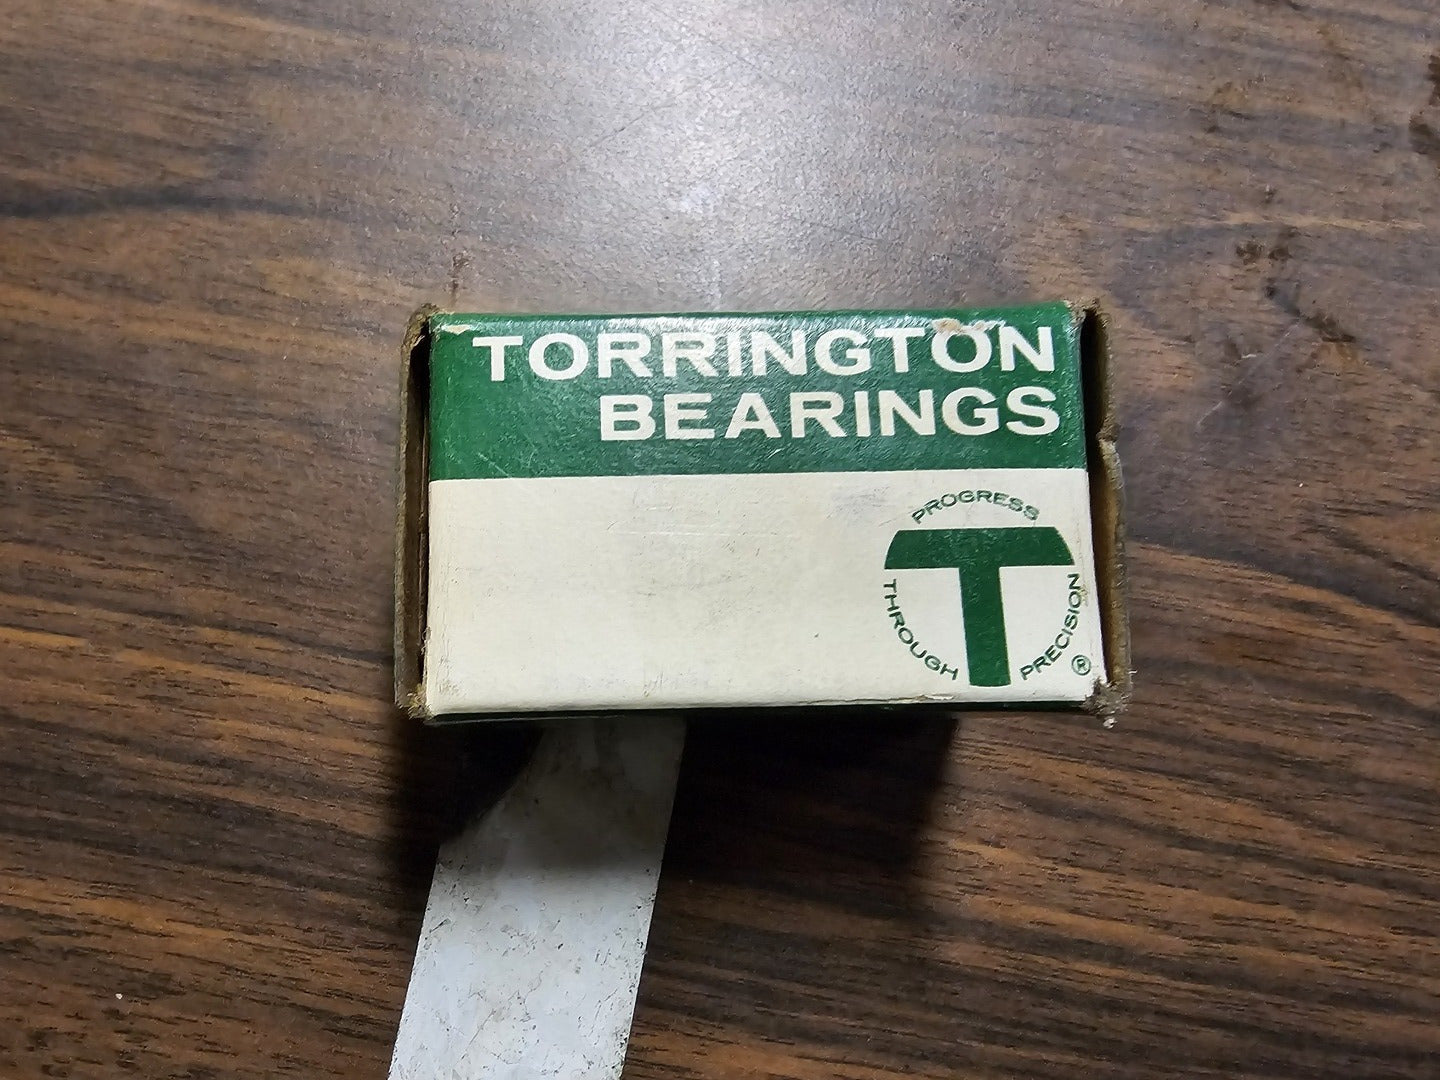 TORRINGTON
BEARINGS
PROGRESS
THROUGH
PRECISION
T
®